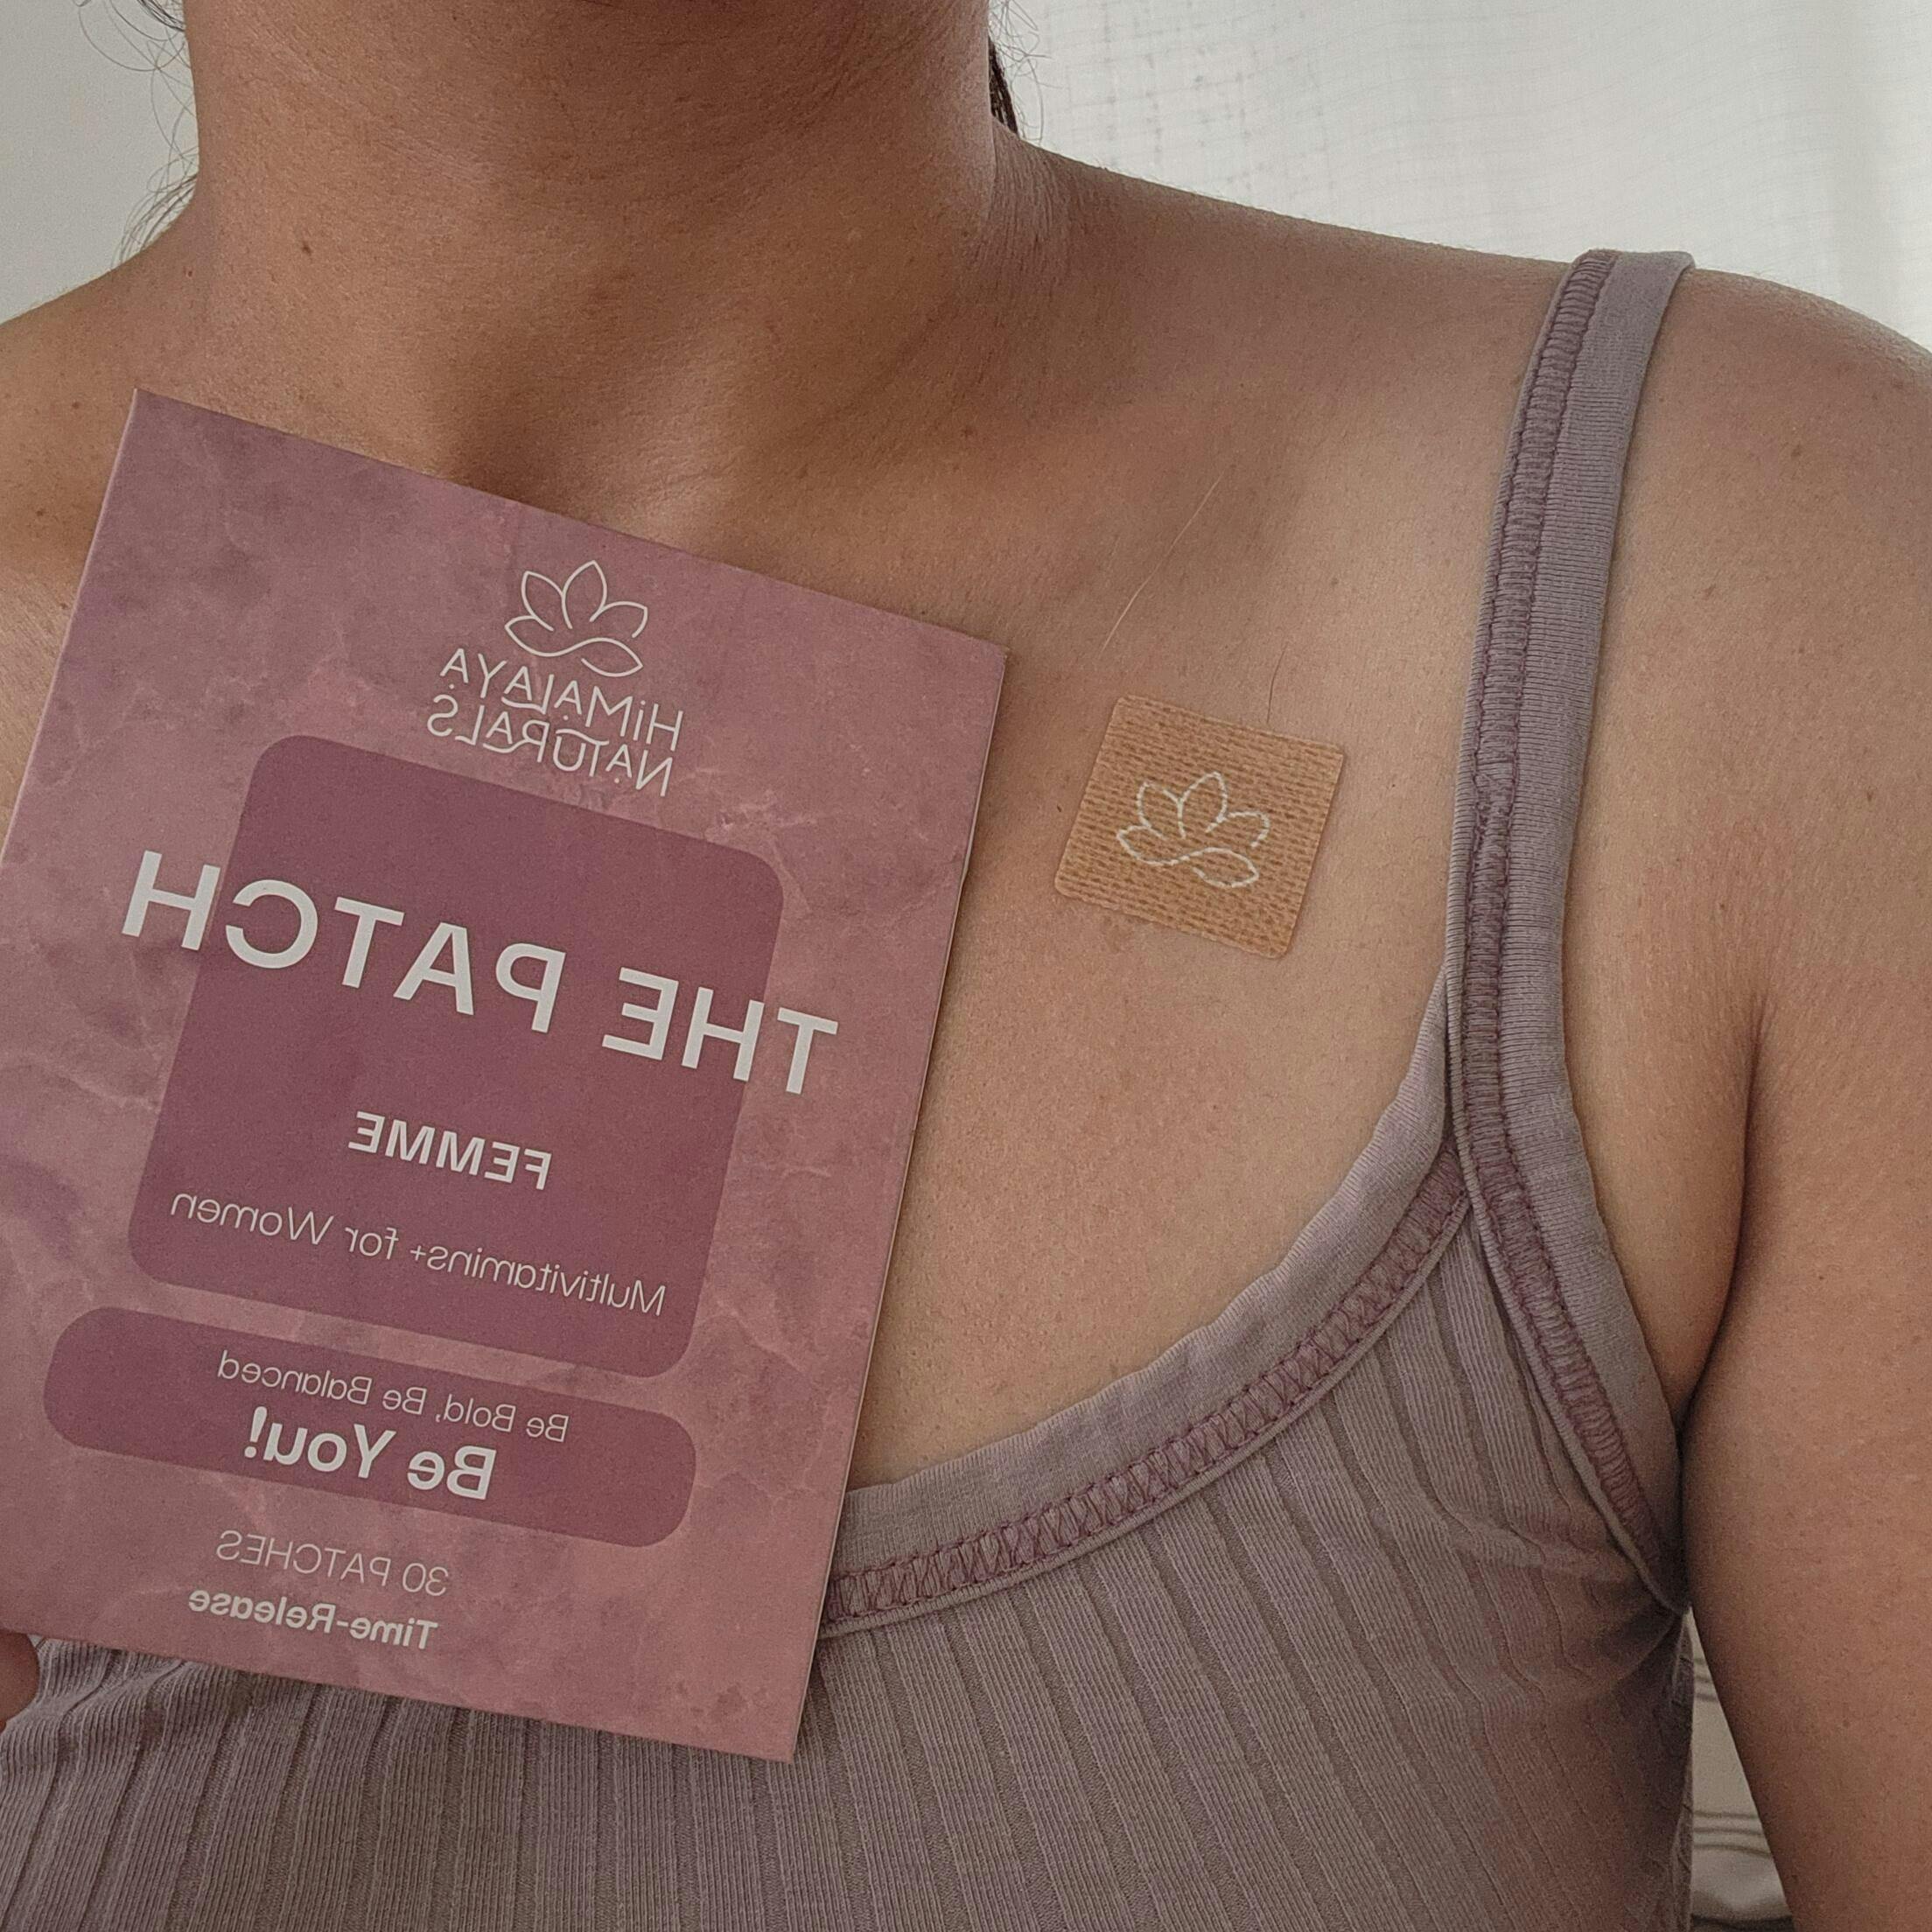 HiMALAYA
NATURALS
THE PATCH
FEMME
Multivitamins+ for Women
Be Bold, Be Balanced
Be You!
30 PATCHES
Time-Release